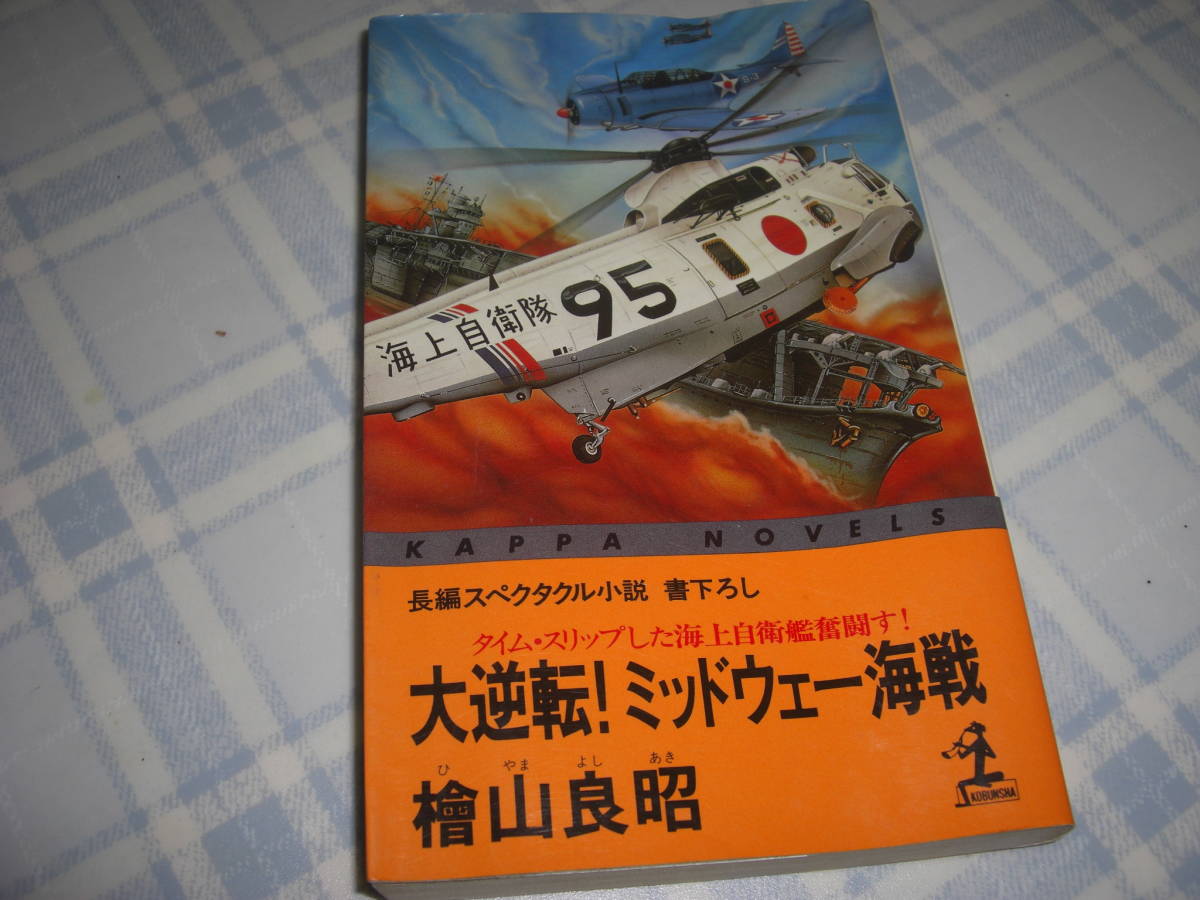 S-3
海上自衛隊 95
KAPPA NOVELS
長編スペクタクル小説 書下ろし
タイム・スリップした海上自衛艦奮闘す!
大逆転!ミッドウェー海戦
ひ やま よし あき
檜山良昭
KOBUNSHA